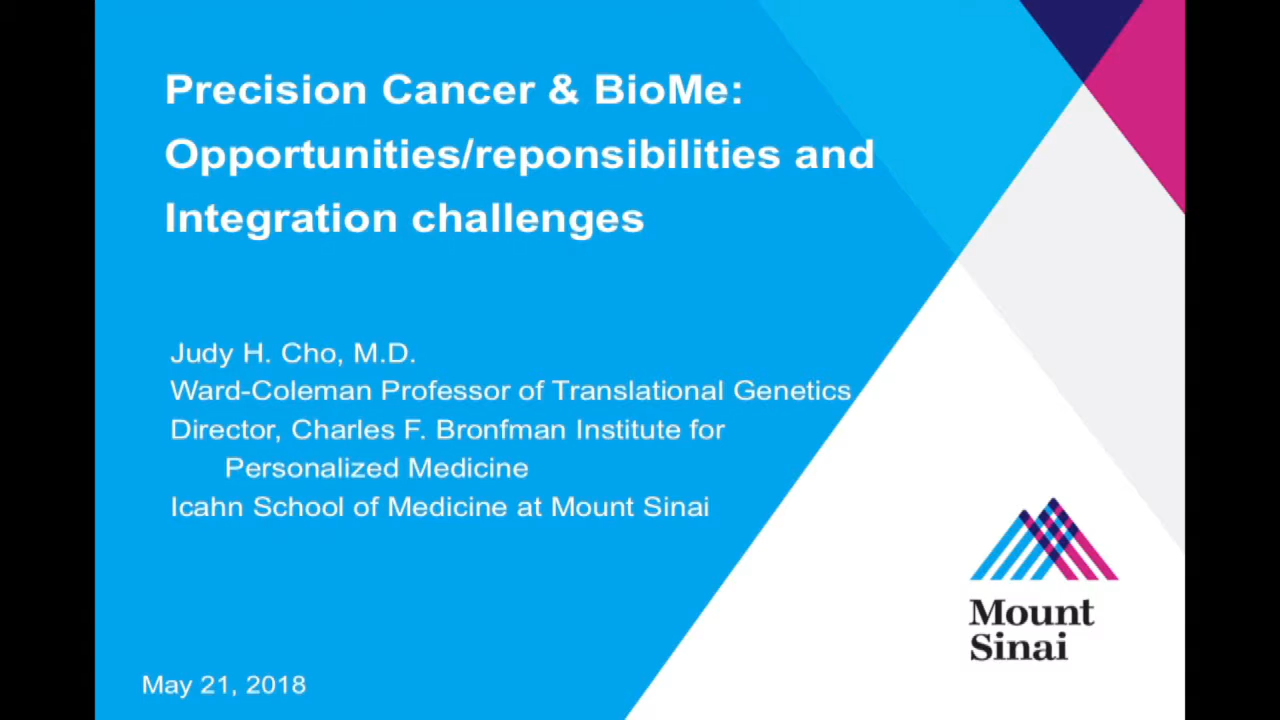 Precision Cancer & BioMe:
Opportunities/reponsibilities and
Integration challenges
Judy H. Cho, M.D.
Ward-Coleman Professor of Translational Genetics
Director, Charles F. Bronfman Institute for
Personalized Medicine
Icahn School of Medicine at Mount Sinai
Mount
Sinai
May 21, 2018